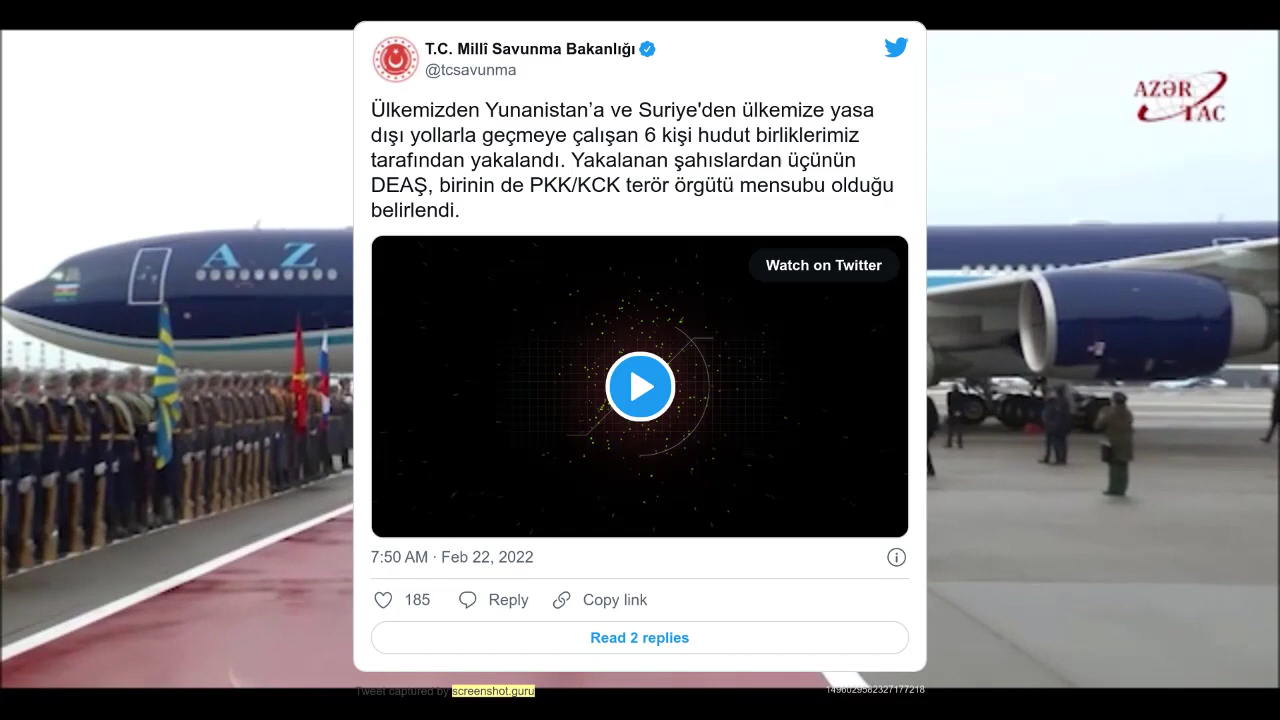 T.C. Millî Savunma Bakanlığı
@tcsavunma
AZƏR
TAC
Ülkemizden Yunanistan’a ve Suriye'den ülkemize yasa
dışı yollarla geçmeye çalışan 6 kişi hudut birliklerimiz
tarafından yakalandı. Yakalanan şahıslardan üçünün
DEAŞ, birinin de PKK/KCK terör örgütü mensubu olduğu
belirlendi.
A Z
Watch on Twitter
7:50 AM · Feb 22, 2022
185 Reply Copy link
Read 2 replies
Tweet captured by screenshot.guru
1496029562327177218